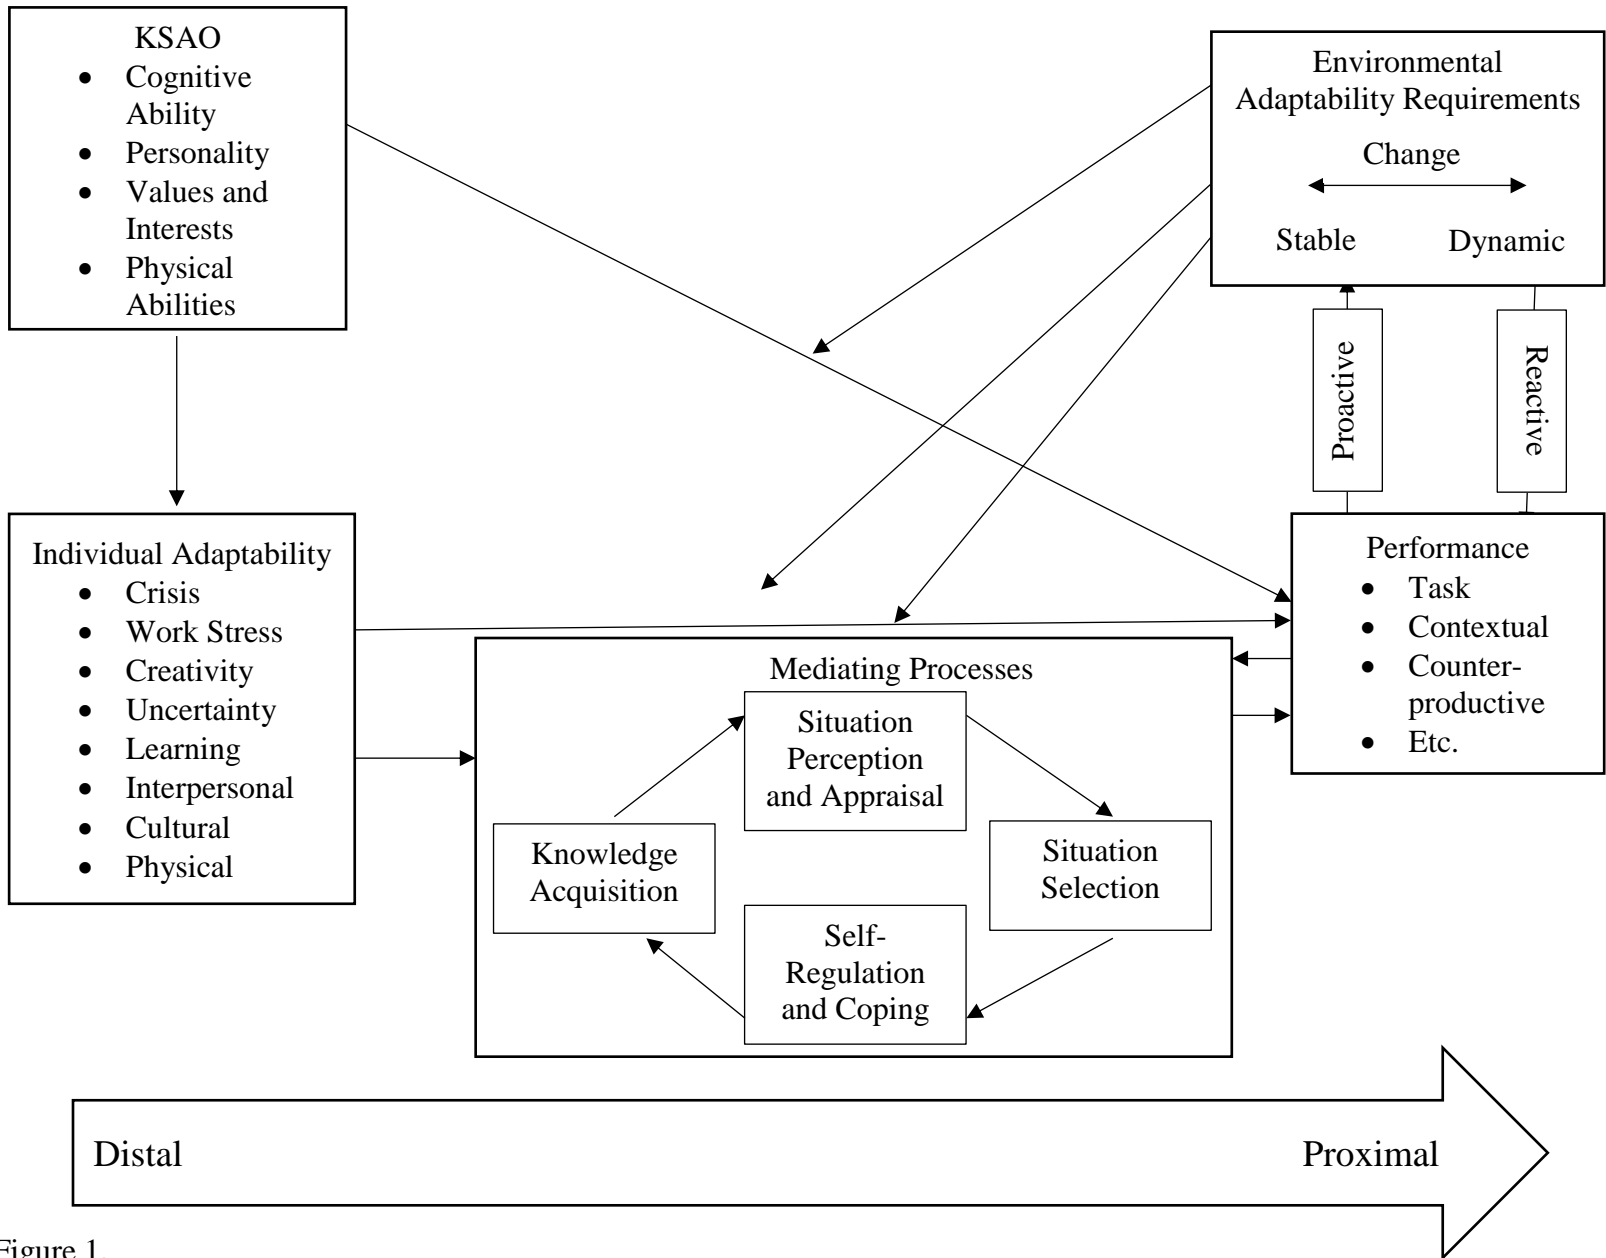 KSAO
• Cognitive
Ability
• Personality
• Values and
Interests
• Physical
Abilities
Environmental
Adaptability Requirements
Change
Stable Dynamic
Proactive
Reactive
Individual Adaptability
• Crisis
• Work Stress
• Creativity
• Uncertainty
• Learning
• Interpersonal
• Cultural
• Physical
Performance
• Task
• Contextual
• Counter-
productive
• Etc.
Mediating Processes
Situation
Perception
and Appraisal
Knowledge
Acquisition
Situation
Selection
Self-
Regulation
and Coping
Distal Proximal
Figure 1.